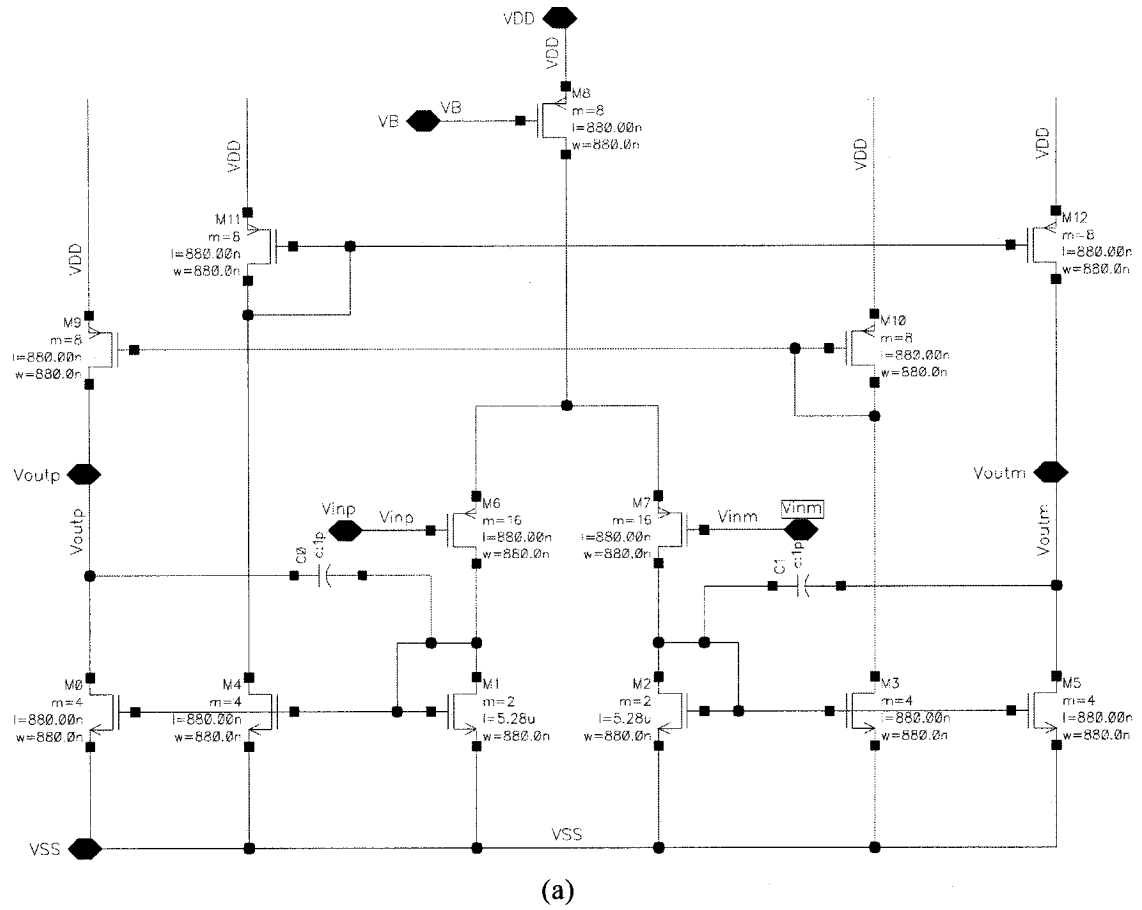 VDD
VDD
M8
m=8
l=880.00n
w=880.0n
VB
VB
VDD
VDD
VDD
VDD
M11
m=8
l=880.00n
w=880.0n
M12
m=8
l=880.00n
w=880.0n
M9
m=8
l=880.00n
w=880.0n
M10
m=8
l=880.00n
w=880.0n
Voutp
Voutp
Voutm
Voutm
Vinp
Vinp
M6
m=16
l=880.00n
w=880.0n
M7
m=16
l=880.00n
w=880.0n
Vinm
Vinm
C0
c:1p
C1
c:1p
M0
m=4
l=880.00n
w=880.0n
M4
m=4
l=880.00n
w=880.0n
M1
m=2
l=5.28u
w=880.0n
M2
m=2
l=5.28u
w=880.0n
M3
m=4
l=880.00n
w=880.0n
M5
m=4
l=880.00n
w=880.0n
VSS
VSS
(a)